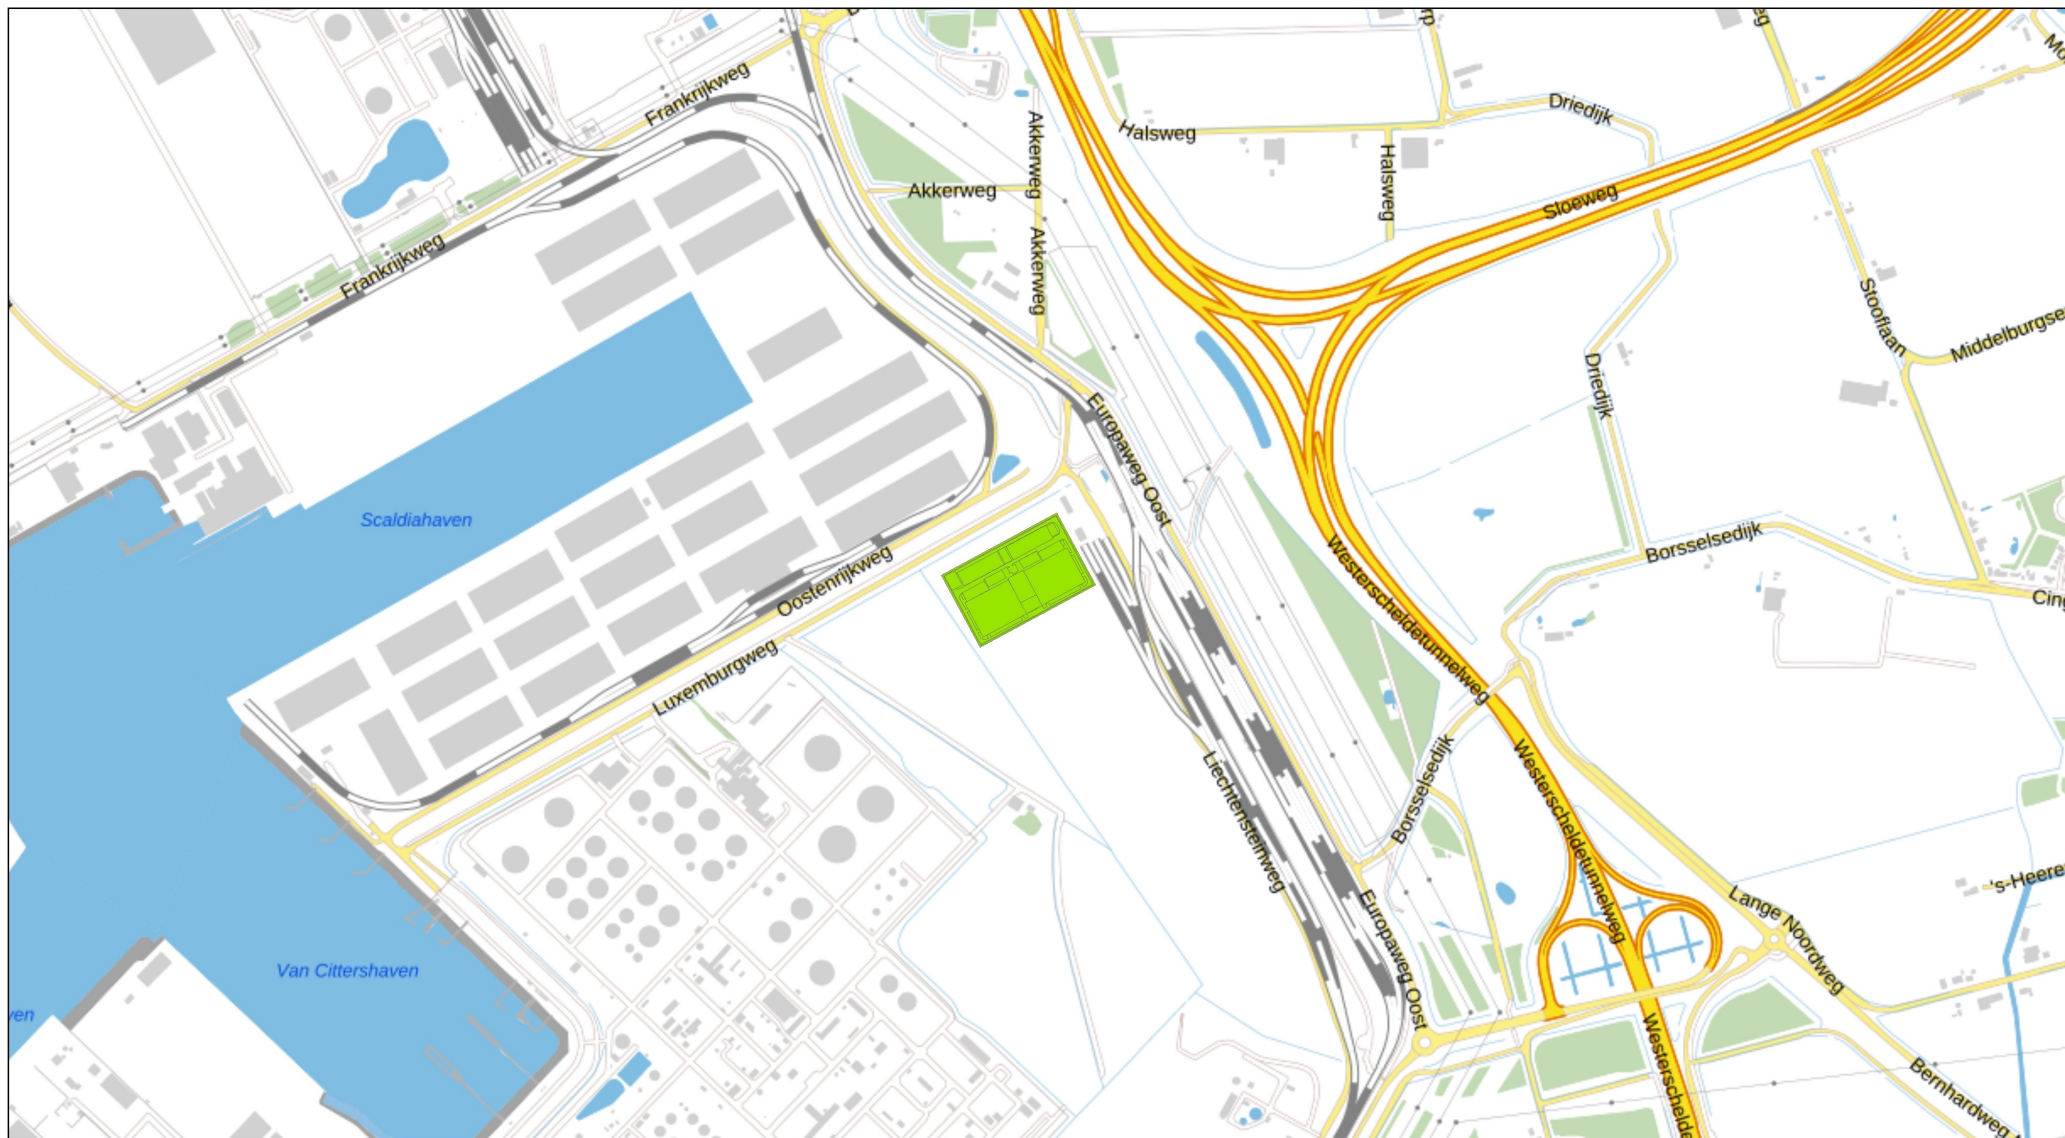 Frankrijkweg
Driedijk
Halsweg
Akkerweg
Akkerweg
Halsweg
Sloeweg
Frankrijkweg
Akkerweg
Stooflaan
Middelburgse
Driedijk
Europaweg Oost
Scaldiahaven
Borsselsedijk
Westerscheldetunnelweg
Oostenrijkweg
Cing
Luxemburgweg
Westerscheldetunnelweg
Borsselsedijk
Liechtensteinweg
's-Heere
Lange Noordweg
Europaweg Oost
Van Cittershaven
ven
Westerschelde
Bernhardweg